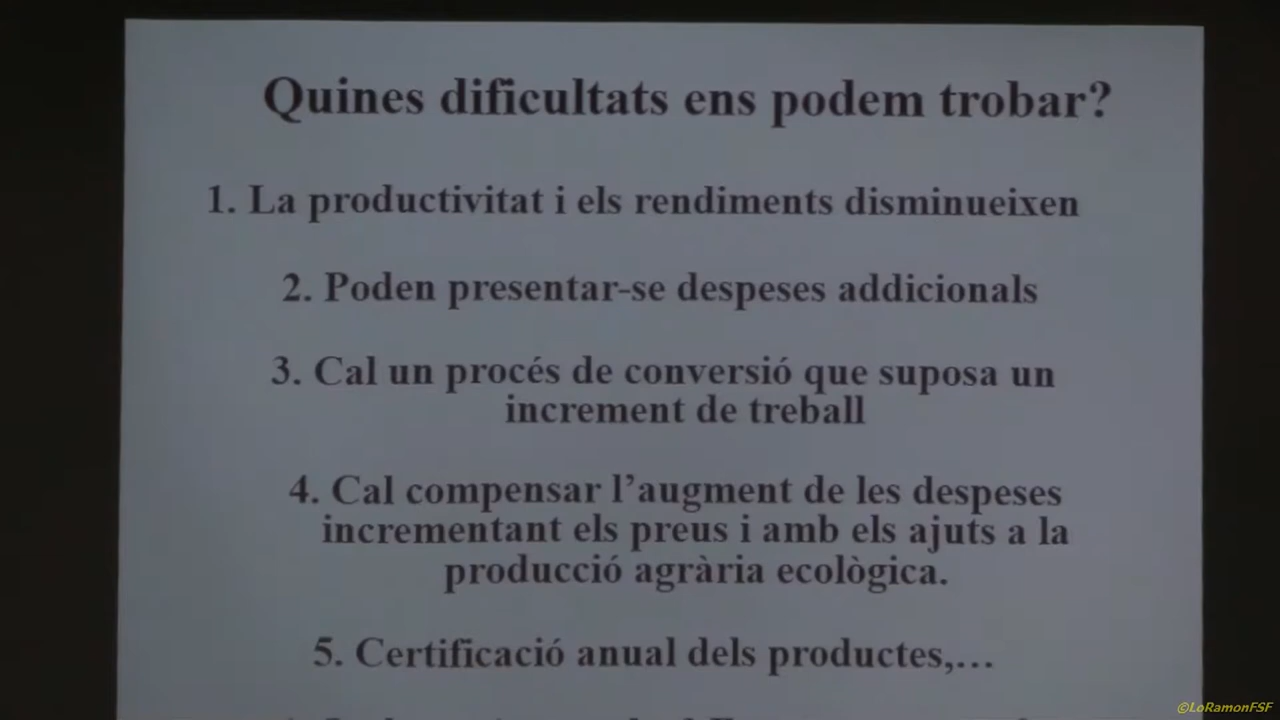 Quines dificultats ens podem trobar?
1. La productivitat i els rendiments disminueixen
2. Poden presentar-se despeses addicionals
3. Cal un procés de conversió que suposa un
increment de treball
4. Cal compensar l’augment de les despeses
incrementant els preus i amb els ajuts a la
producció agrària ecològica.
5. Certificació anual dels productes,…
©LoRamonFSF